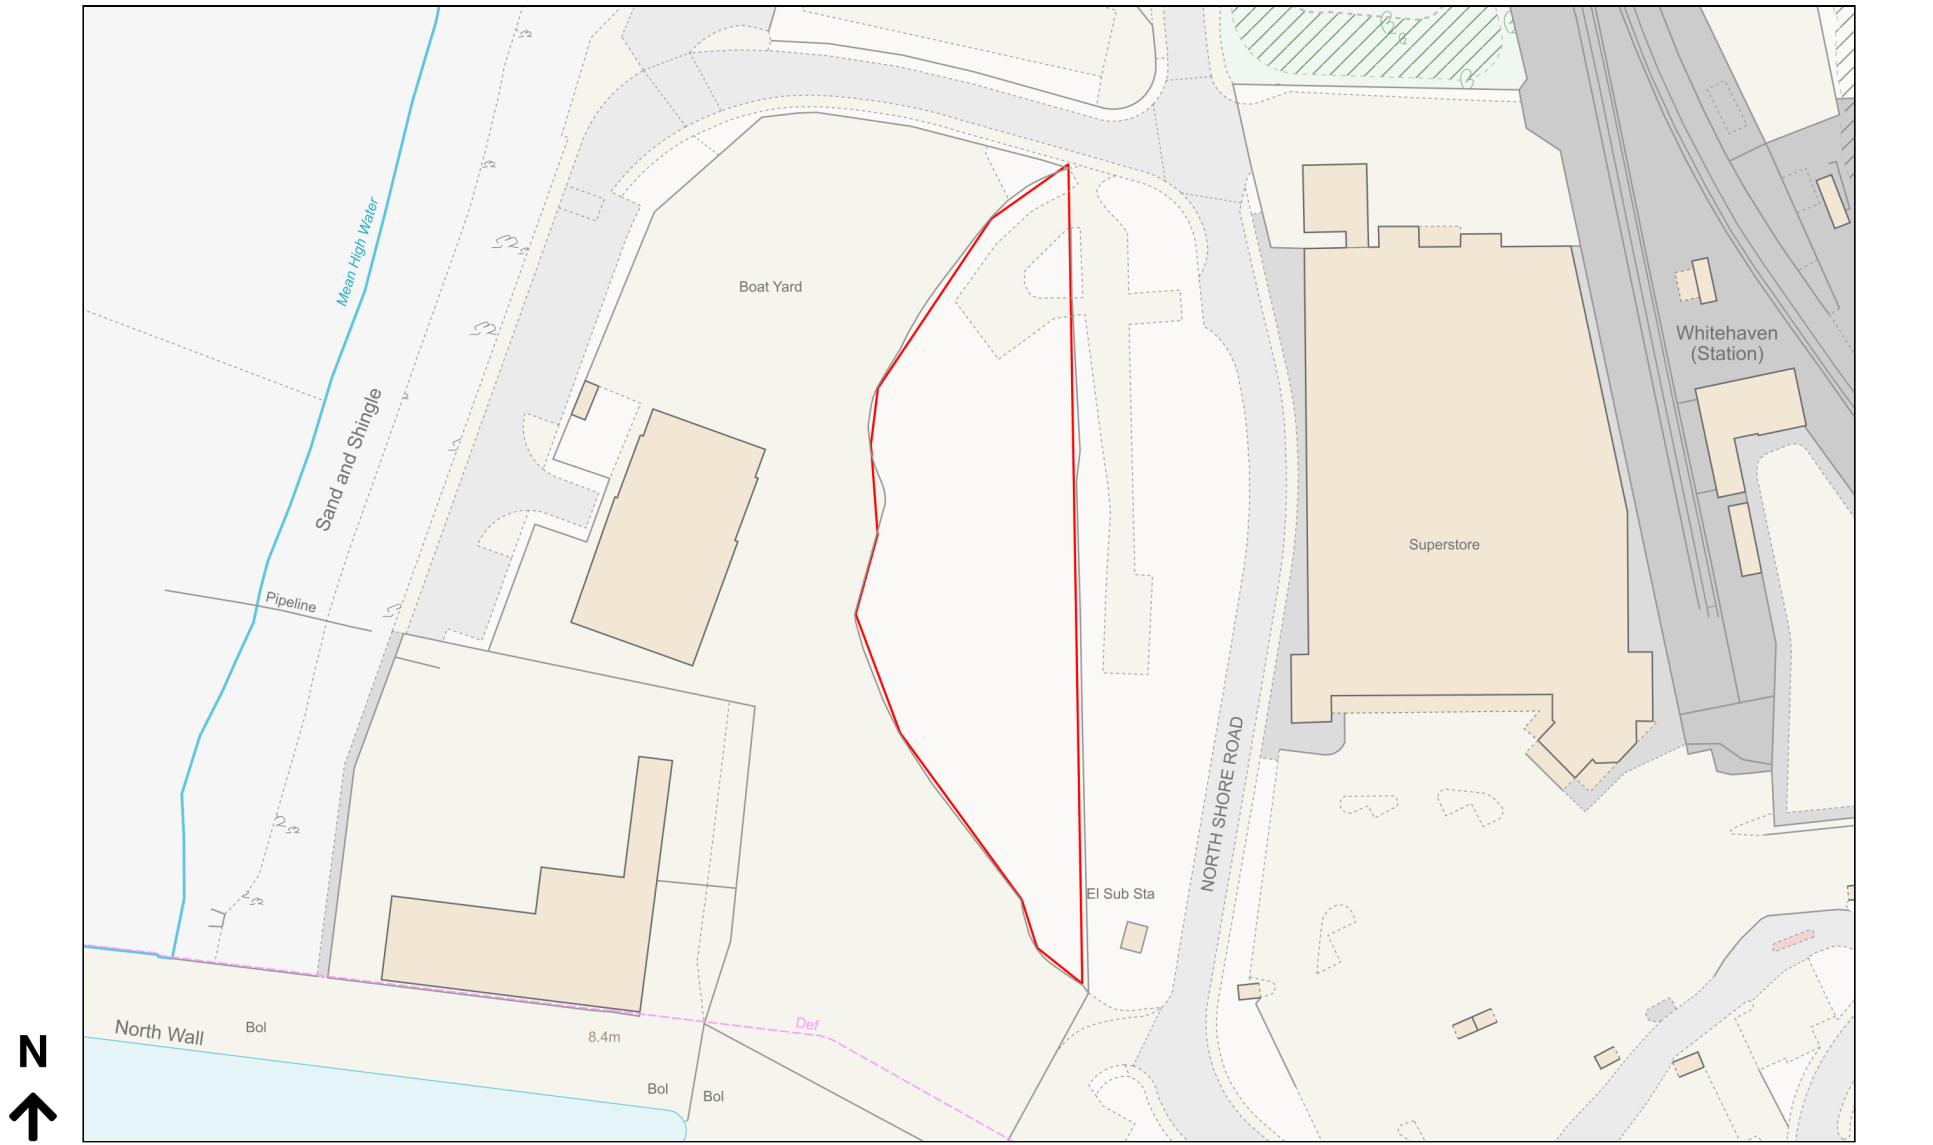 Mean High Water
Boat Yard
Whitehaven
(Station)
Sand and Shingle
Superstore
Pipeline
NORTH SHORE ROAD
El Sub Sta
North Wall
Bol
8.4m
Def
Bol
Bol
N